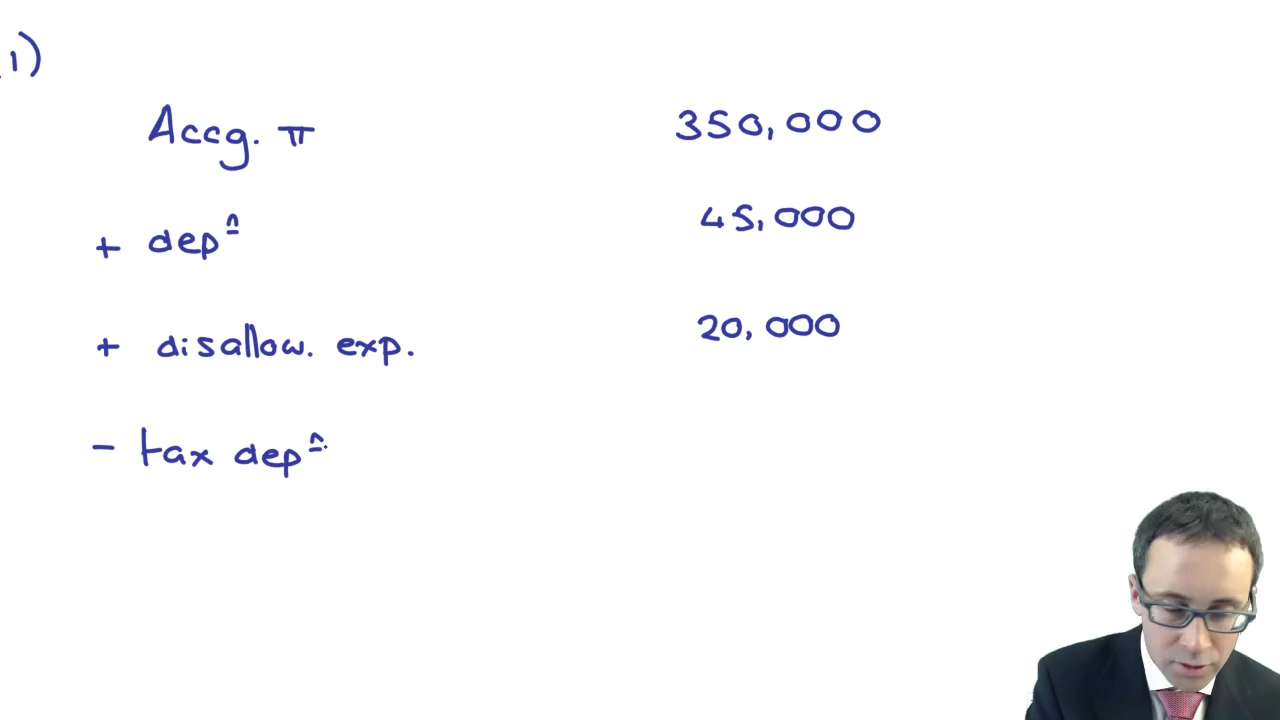 1)
Accg. π 350,000
+ depⁿ 45,000
+ disallow. exp. 20,000
- tax depⁿ